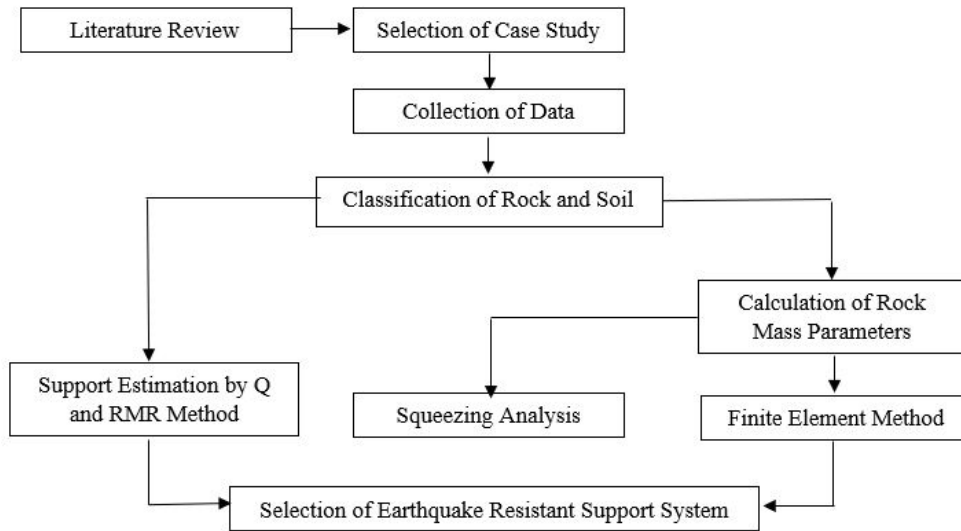 Literature Review
Selection of Case Study
Collection of Data
Classification of Rock and Soil
Calculation of Rock
Mass Parameters
Support Estimation by Q
and RMR Method
Squeezing Analysis
Finite Element Method
Selection of Earthquake Resistant Support System